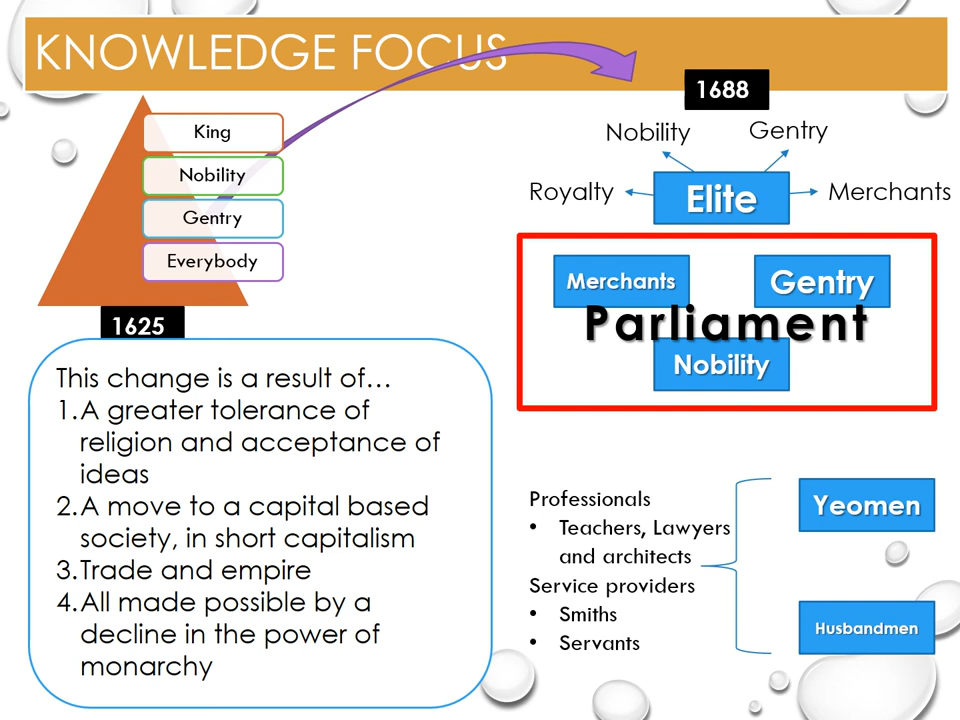 KNOWLEDGE FOCUS
King
Nobility
Gentry
Everybody
1625
This change is a result of…
1.A greater tolerance of
religion and acceptance of
ideas
2.A move to a capital based
society, in short capitalism
3.Trade and empire
4.All made possible by a
decline in the power of
monarchy
1688
Nobility
Gentry
Royalty
Elite
Merchants
Merchants
Gentry
Parliament
Nobility
Professionals
• Teachers, Lawyers
and architects
Service providers
• Smiths
• Servants
Yeomen
Husbandmen